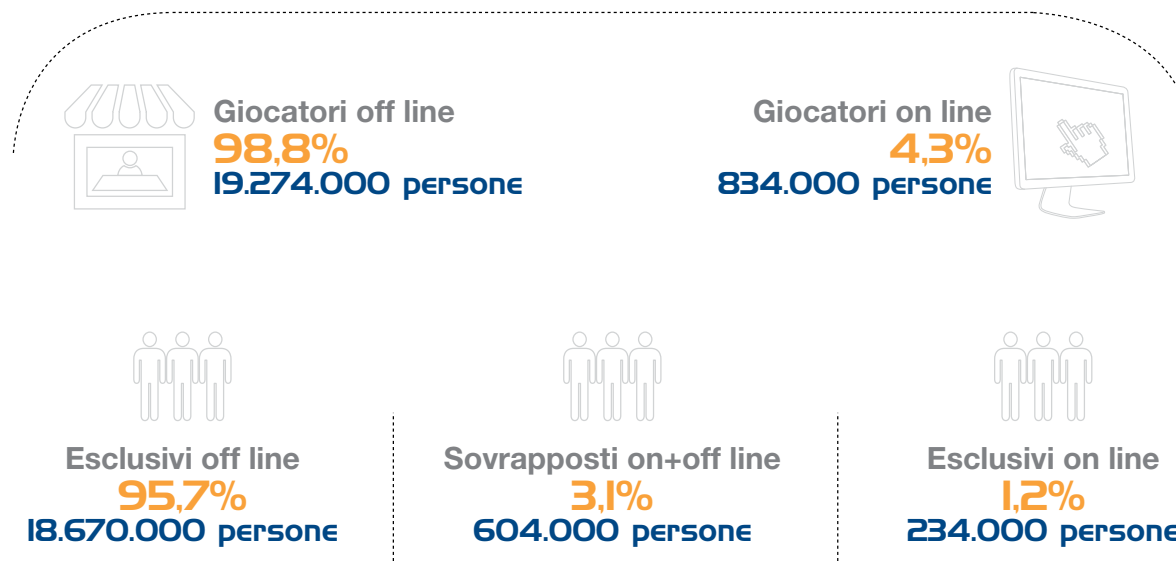 Giocatori off line
98,8%
19.274.000 persone
Giocatori on line
4,3%
834.000 persone
Esclusivi off line
95,7%
18.670.000 persone
Sovrapposti on+off line
3,1%
604.000 persone
Esclusivi on line
1,2%
234.000 persone